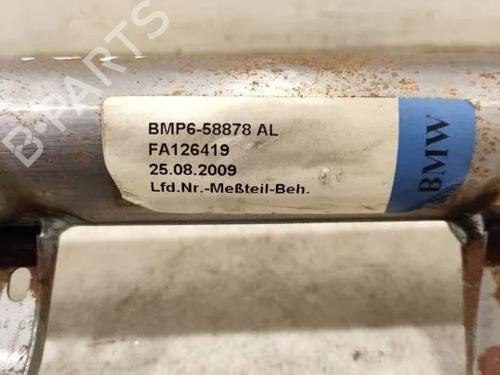 B-PARTS
BMP6-58878 AL
FA126419
25.08.2009
Lfd.Nr.-Meßteil-Beh.
BMW